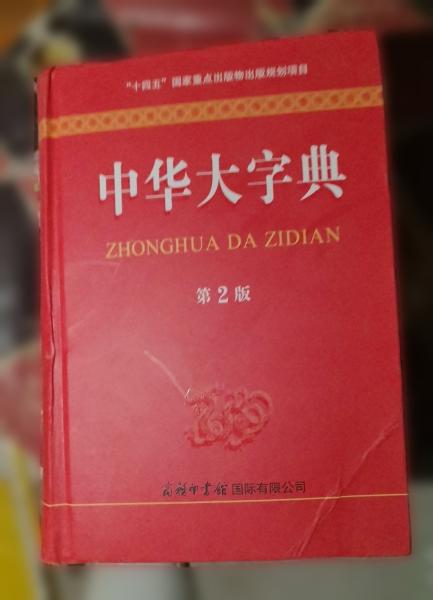 “十四五”国家重点出版物出版规划项目
中华大字典
ZHONGHUA DA ZIDIAN
第2版
商务印书馆国际有限公司